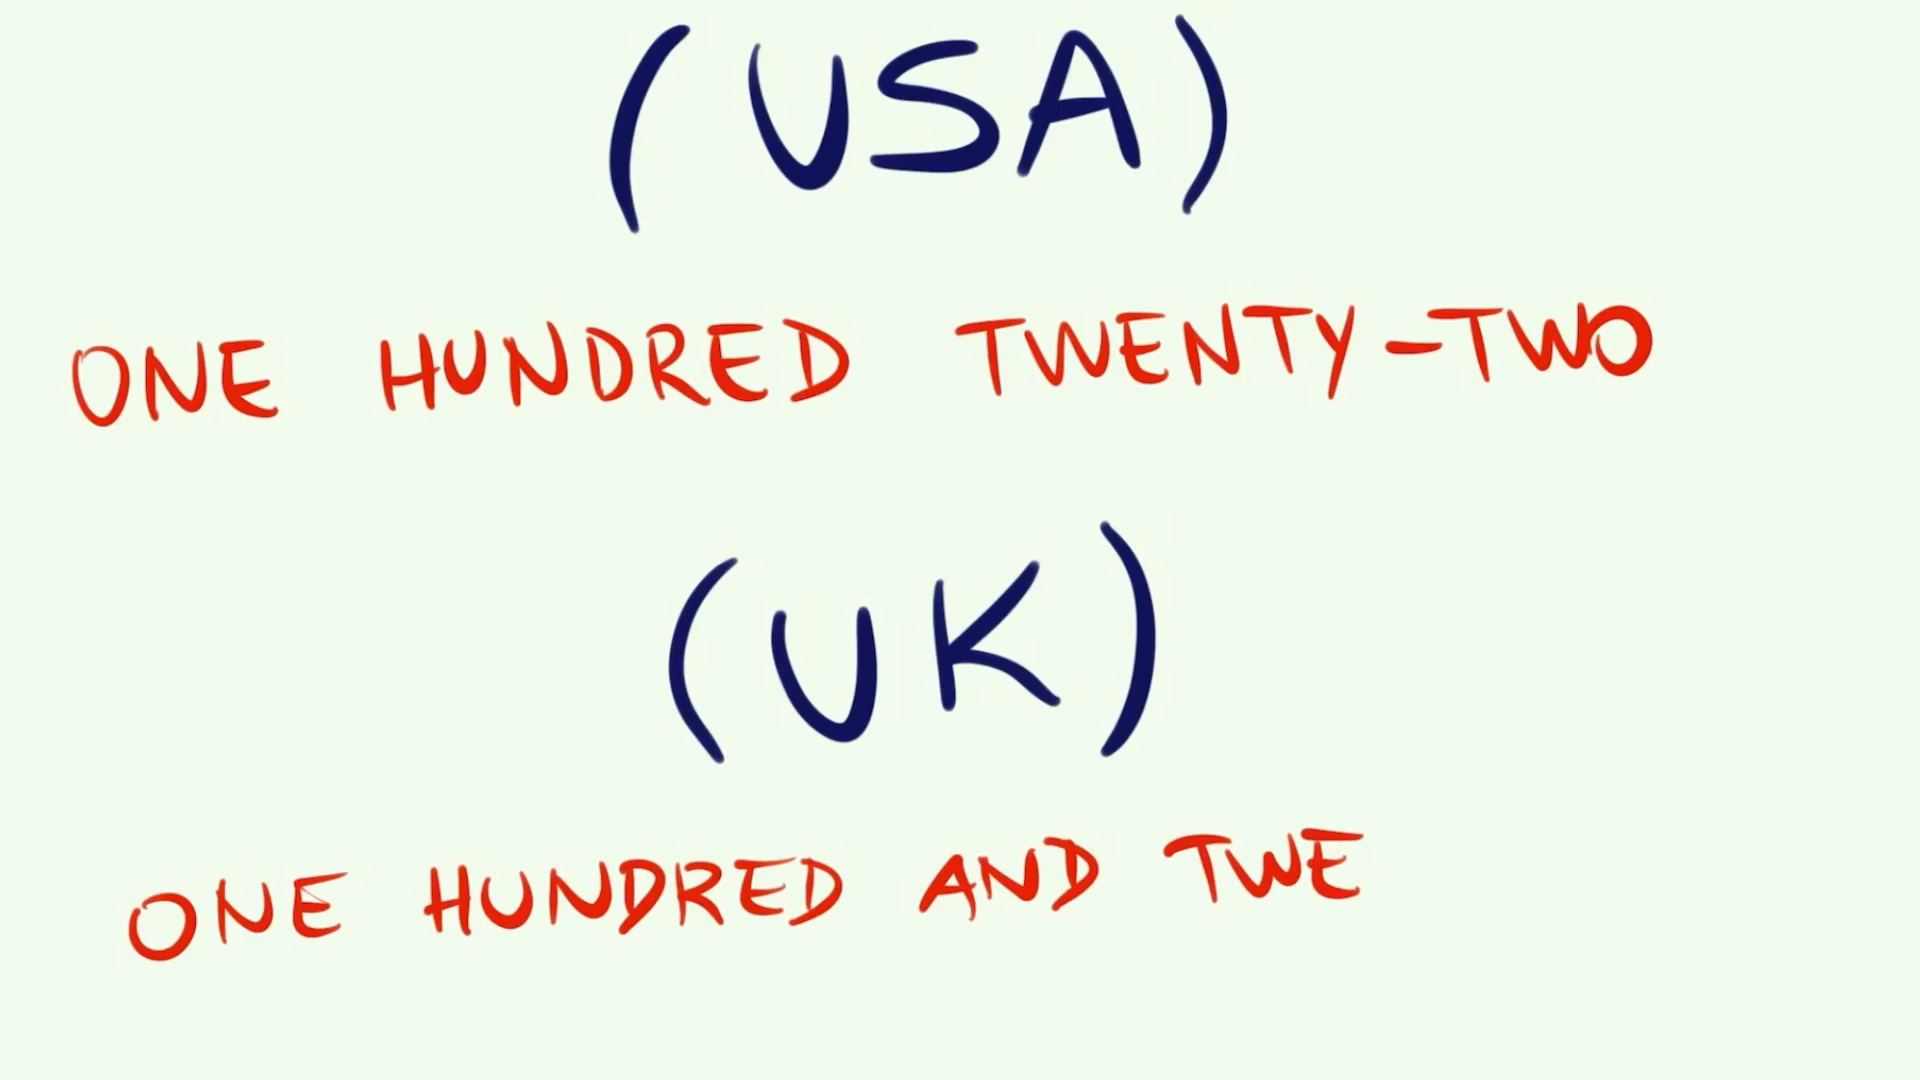 (USA)
ONE HUNDRED TWENTY-TWO
(UK)
ONE HUNDRED AND TWE